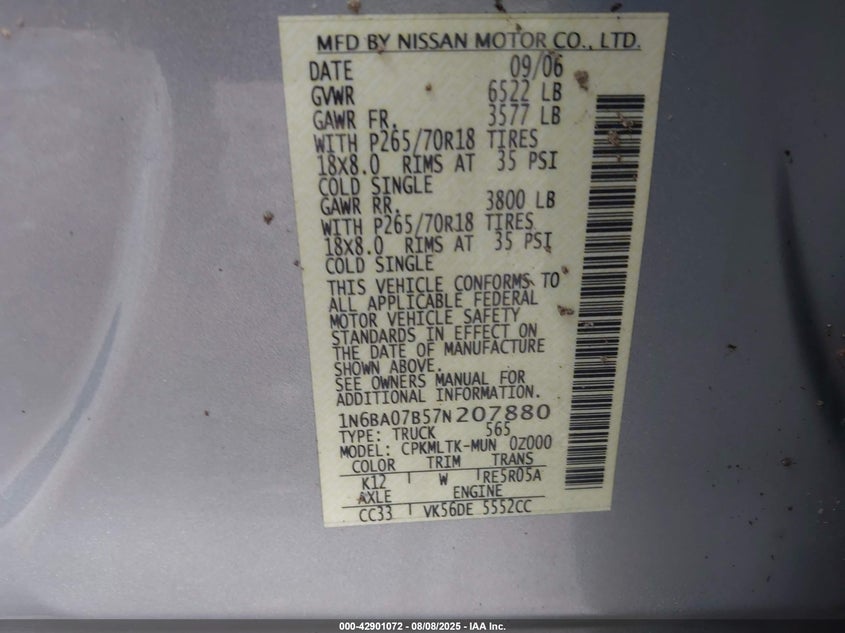 MFD BY NISSAN MOTOR CO., LTD.
DATE 09/06
GVWR 6522 LB
GAWR FR. 3577 LB
WITH P265/70R18 TIRES
18X8.0 RIMS AT 35 PSI
COLD SINGLE
GAWR RR. 3800 LB
WITH P265/70R18 TIRES
18X8.0 RIMS AT 35 PSI
COLD SINGLE
THIS VEHICLE CONFORMS TO
ALL APPLICABLE FEDERAL
MOTOR VEHICLE SAFETY
STANDARDS IN EFFECT ON
THE DATE OF MANUFACTURE
SHOWN ABOVE.
SEE OWNERS MANUAL FOR
ADDITIONAL INFORMATION.
1N6BA07B57N207880
TYPE: TRUCK 565
MODEL: CPKMLTK-MUN 0Z000
COLOR TRIM TRANS
K12 W RE5R05A
AXLE ENGINE
CC33 VK56DE 5552CC
000-42901072 - 08/08/2025 - IAA Inc.